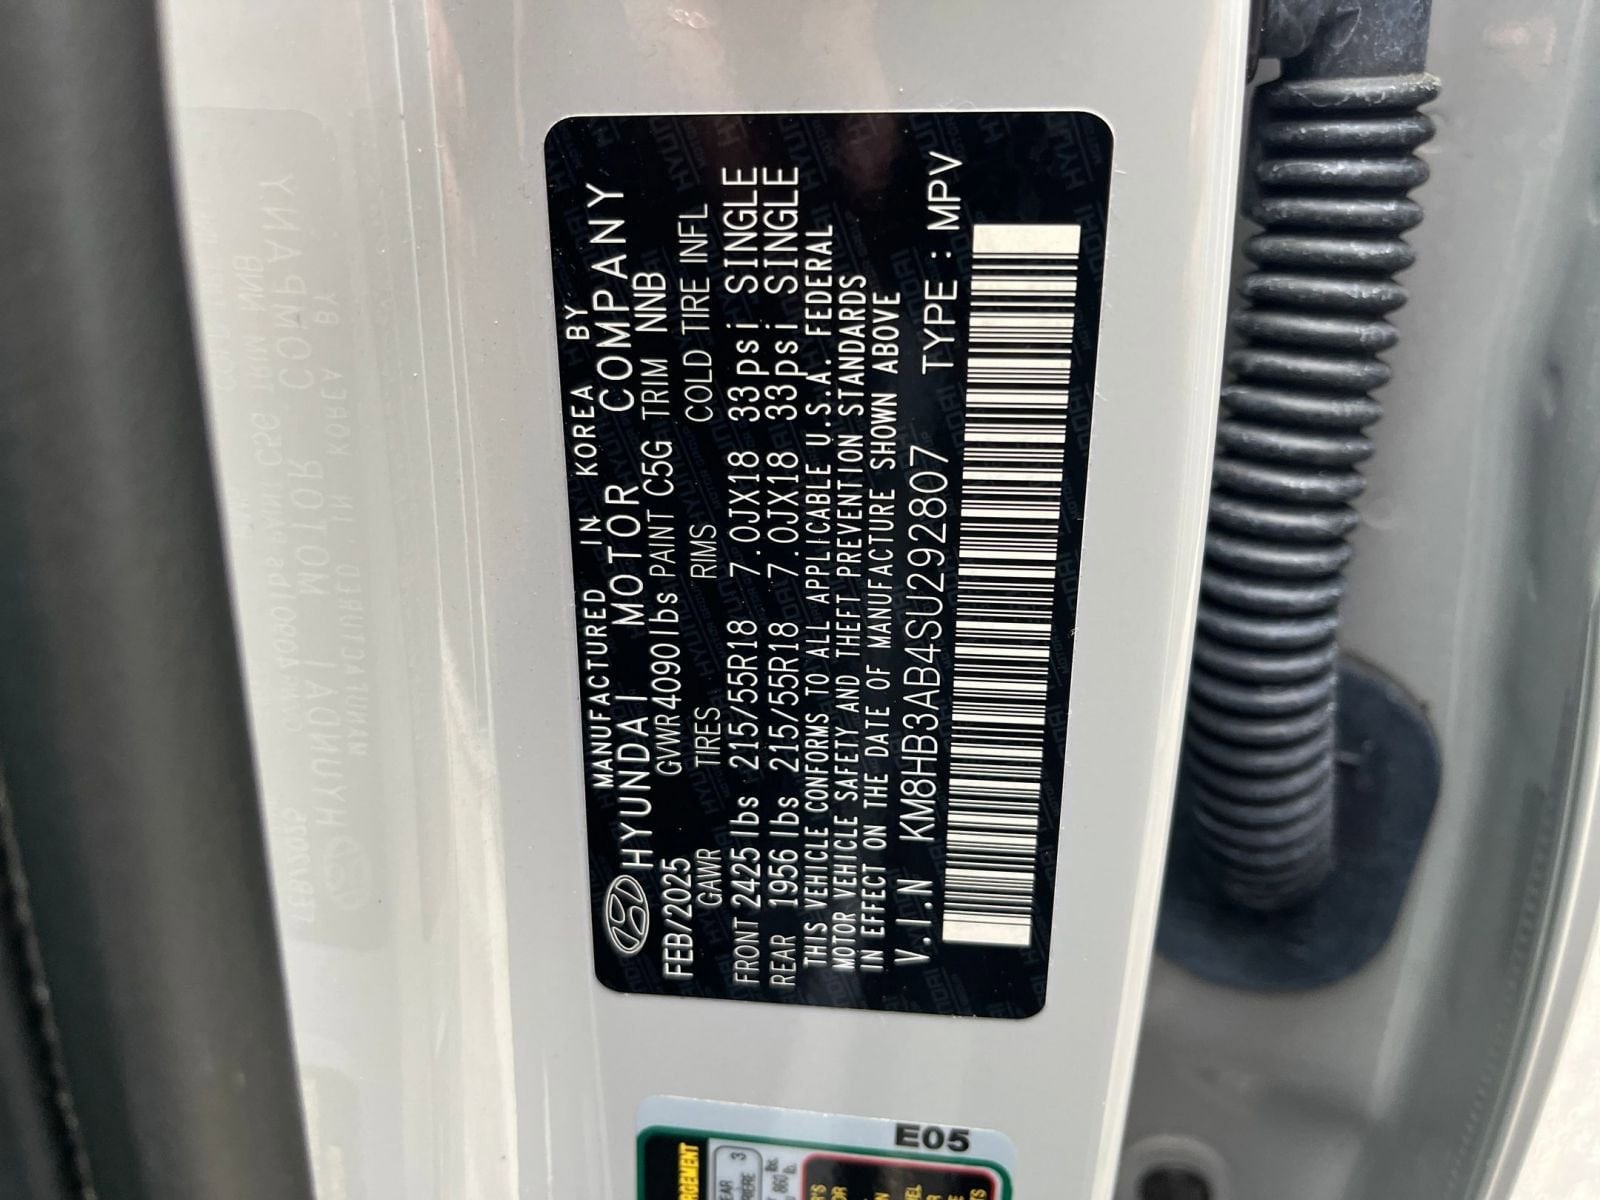 MANUFACTURED IN KOREA BY
HYUNDAI MOTOR COMPANY
FEB/2025 GVWR 4090lbs PAINT C5G TRIM NNB
GAWR TIRES RIMS COLD TIRE INFL
FRONT 2425 lbs 215/55R18 7.0JX18 33psi SINGLE
REAR 1956 lbs 215/55R18 7.0JX18 33psi SINGLE
THIS VEHICLE CONFORMS TO ALL APPLICABLE U.S.A. FEDERAL
MOTOR VEHICLE SAFETY AND THEFT PREVENTION STANDARDS
IN EFFECT ON THE DATE OF MANUFACTURE SHOWN ABOVE
V.I.N KM8HB3AB4SU292807 TYPE : MPV
E05